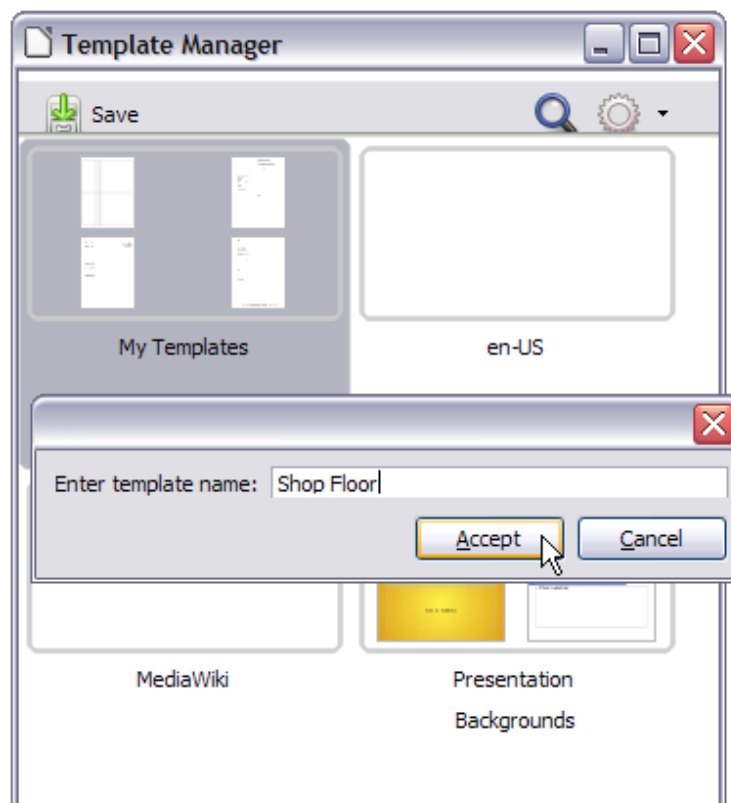 Template Manager
Save
My Templates
en-US
Enter template name: Shop Floor
Accept
Cancel
MediaWiki
Presentation
Backgrounds